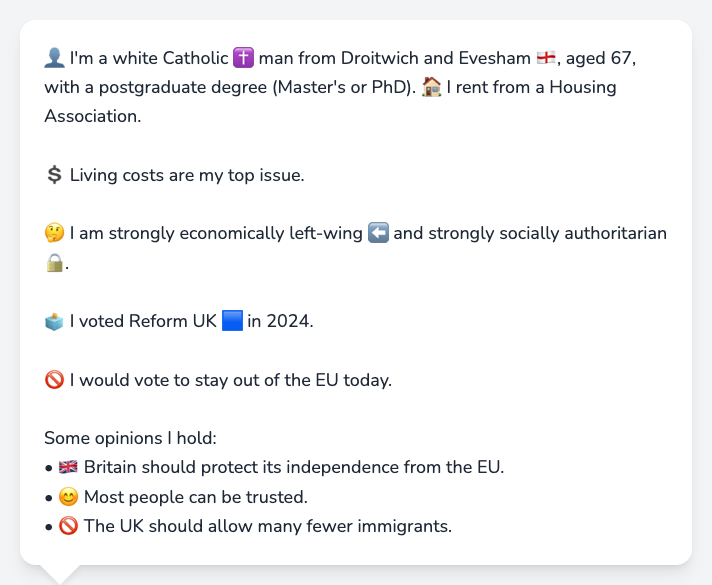 👤 I'm a white Catholic ✝️ man from Droitwich and Evesham 🏴󠁧󠁢󠁥󠁮󠁧󠁿, aged 67,
with a postgraduate degree (Master's or PhD). 🏠 I rent from a Housing
Association.
💲 Living costs are my top issue.
🤔 I am strongly economically left-wing ⬅️ and strongly socially authoritarian
🔒.
🗳️ I voted Reform UK 🟦 in 2024.
🚫 I would vote to stay out of the EU today.
Some opinions I hold:
• 🇬🇧 Britain should protect its independence from the EU.
• 😊 Most people can be trusted.
• 🚫 The UK should allow many fewer immigrants.